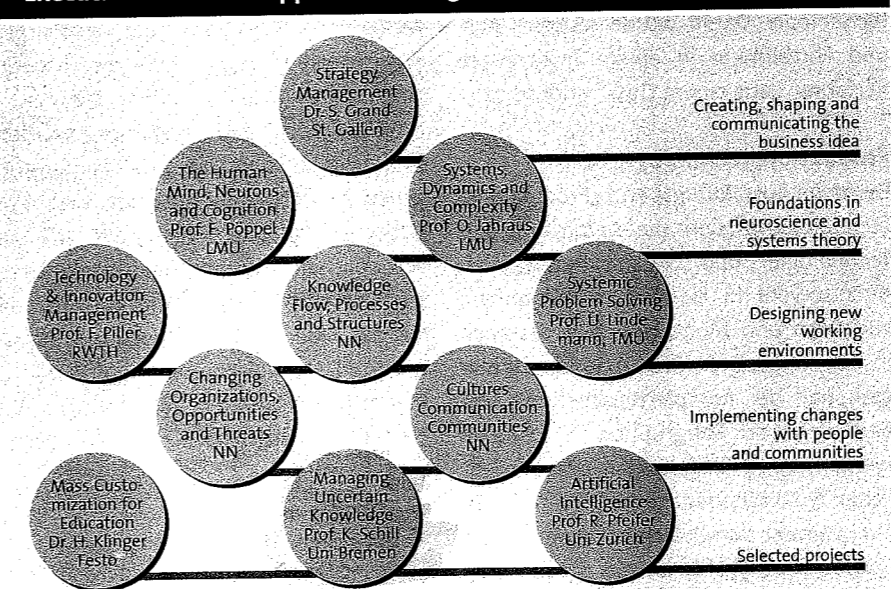 Strategy
Management
Dr. S. Grand
St. Gallen
Creating, shaping and
communicating the
business idea
The Human
Mind, Neurons
and Cognition
Prof. E. Pöppel
LMU
Systems
Dynamics and
Complexity
Prof. O. Jahraus
LMU
Foundations in
neuroscience and
systems theory
Technology
& Innovation
Management
Prof. F. Piller
RWTH
Knowledge
Flow, Processes
and Structures
NN
Systemic
Problem Solving
Prof. U. Linde
mann, TMU
Designing new
working
environments
Changing
Organizations,
Opportunities
and Threats
NN
Cultures
Communication
Communities
NN
Implementing changes
with people
and communities
Mass Custo-
mization for
Education
Dr. H. Klinger
Festo
Managing
Uncertain
Knowledge
Prof. K. Schill
Uni Bremen
Artificial
Intelligence
Prof. R. Pfeifer
Uni Zürich
Selected projects